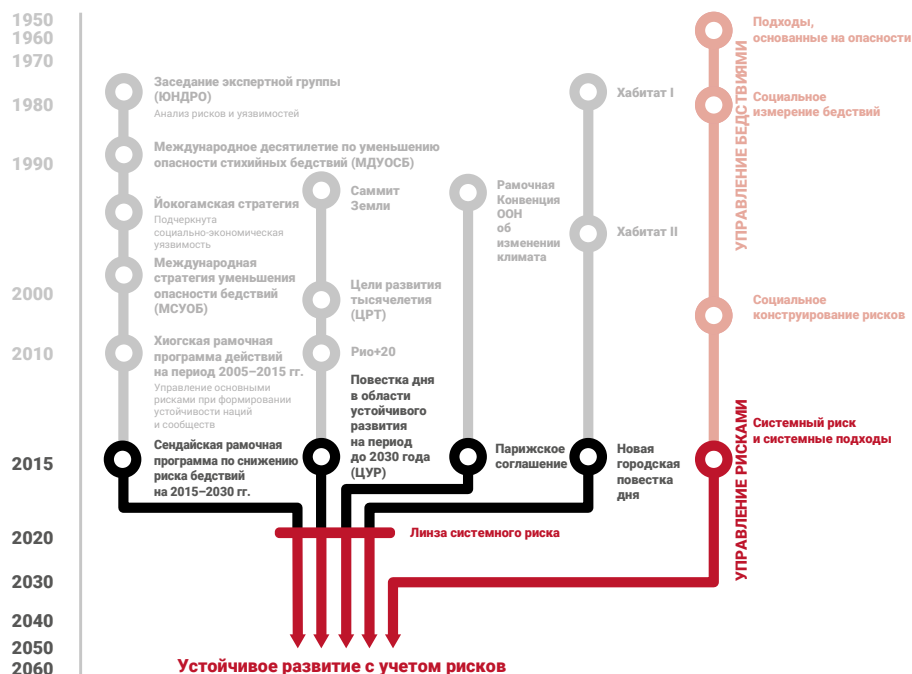 1950
1960
1970
1980
1990
2000
2010
2015
2020
2030
2040
2050
2060
Заседание экспертной группы
(ЮНДРО)
Анализ рисков и уязвимостей
Международное десятилетие по уменьшению
опасности стихийных бедствий (МДУОСБ)
Йокогамская стратегия
Подчеркнута
социально-экономическая
уязвимость
Международная
стратегия уменьшения
опасности бедствий
(МСУОБ)
Хиогская рамочная
программа действий
на период 2005–2015 гг.
Управление основными
рисками при формировании
устойчивости наций
и сообществ
Сендайская рамочная
программа по снижению
риска бедствий
на 2015–2030 гг.
Саммит
Земли
Цели развития
тысячелетия
(ЦРТ)
Рио+20
Повестка дня
в области
устойчивого
развития
на период
до 2030 года
(ЦУР)
Рамочная
Конвенция
ООН
об
изменении
климата
Парижское
соглашение
Хабитат I
Хабитат II
Новая
городская
повестка
дня
Подходы,
основанные на опасности
Социальное
измерение бедствий
Социальное
конструирование рисков
Системный риск
и системные подходы
УПРАВЛЕНИЕ БЕДСТВИЯМИ
УПРАВЛЕНИЕ РИСКАМИ
Линза системного риска
Устойчивое развитие с учетом рисков